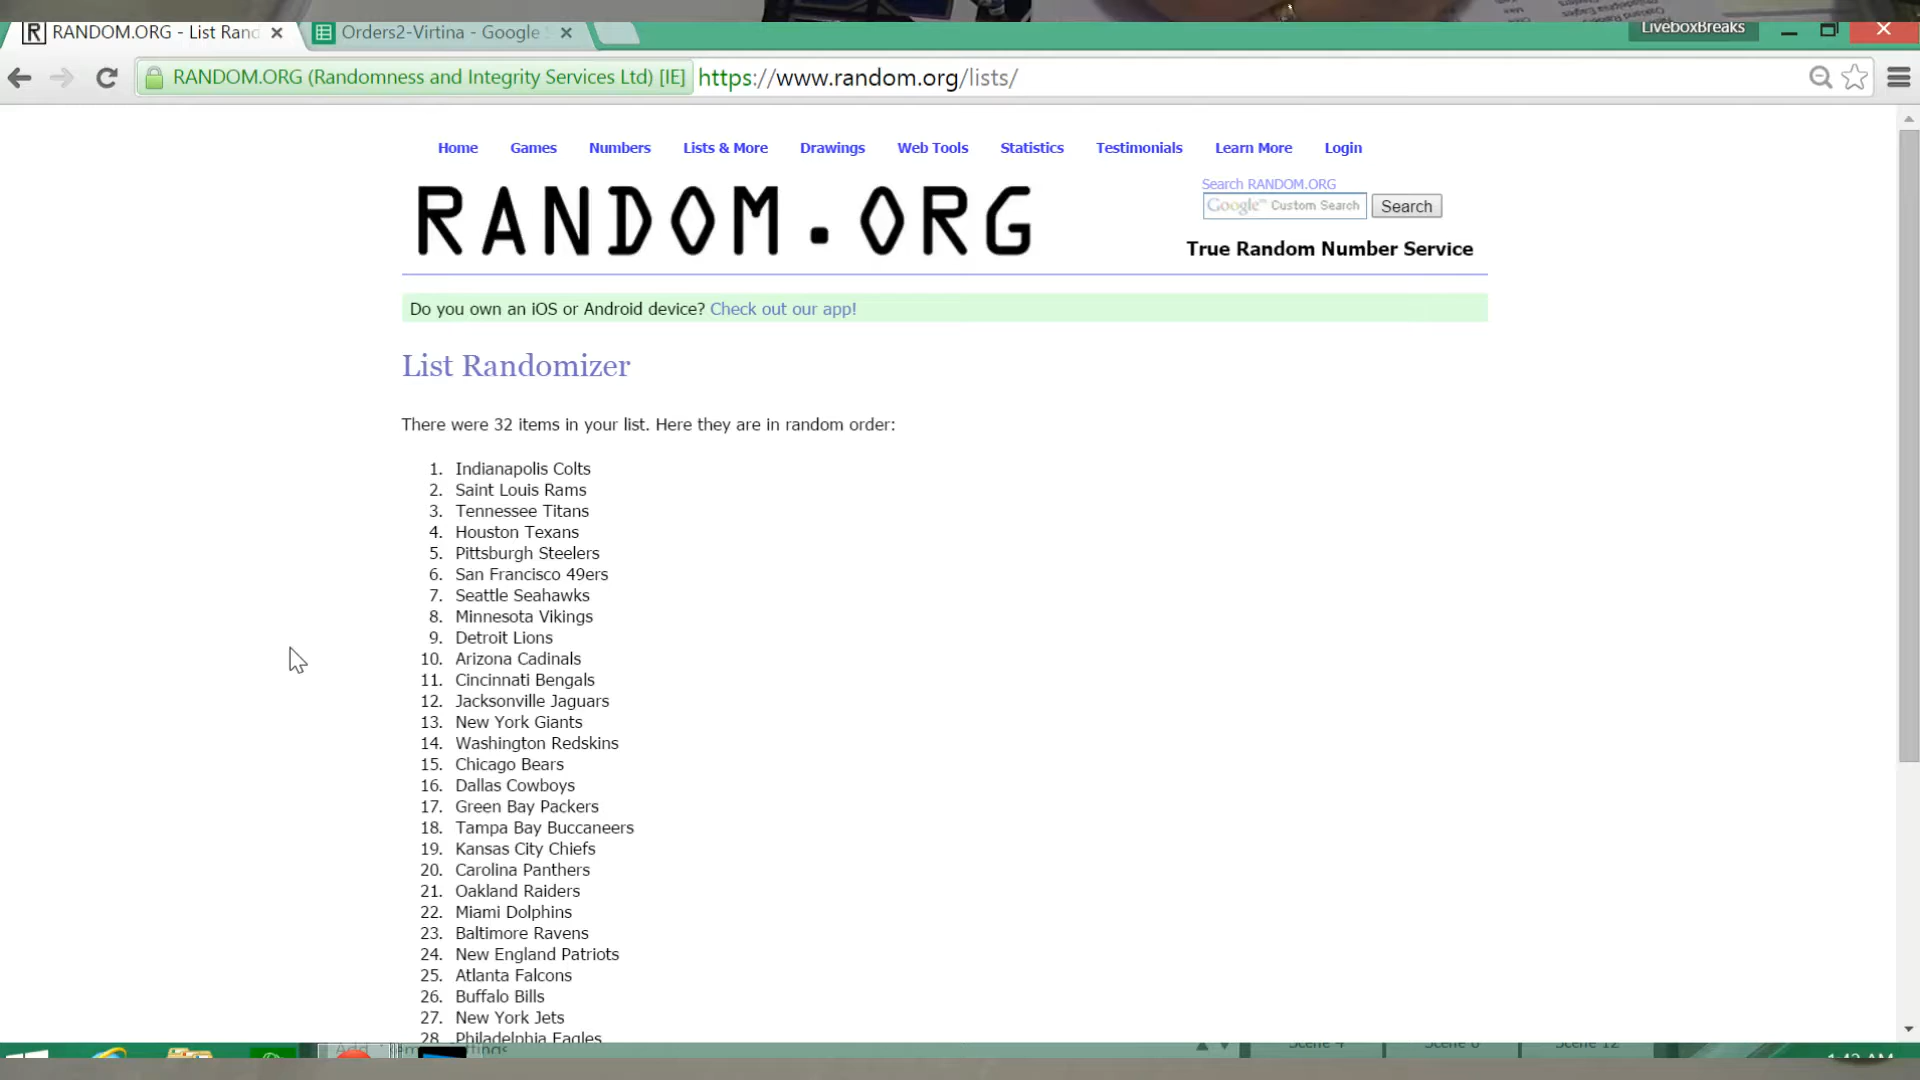 RANDOM.ORG - List Rand
Orders2-Virtina - Google
LiveboxBreaks
RANDOM.ORG (Randomness and Integrity Services Ltd) [IE] https://www.random.org/lists/
Home Games Numbers Lists & More Drawings Web Tools Statistics Testimonials Learn More Login
RANDOM.ORG
Search RANDOM.ORG
Google™ Custom Search Search
True Random Number Service
Do you own an iOS or Android device? Check out our app!
List Randomizer
There were 32 items in your list. Here they are in random order:
1. Indianapolis Colts
2. Saint Louis Rams
3. Tennessee Titans
4. Houston Texans
5. Pittsburgh Steelers
6. San Francisco 49ers
7. Seattle Seahawks
8. Minnesota Vikings
9. Detroit Lions
10. Arizona Cadinals
11. Cincinnati Bengals
12. Jacksonville Jaguars
13. New York Giants
14. Washington Redskins
15. Chicago Bears
16. Dallas Cowboys
17. Green Bay Packers
18. Tampa Bay Buccaneers
19. Kansas City Chiefs
20. Carolina Panthers
21. Oakland Raiders
22. Miami Dolphins
23. Baltimore Ravens
24. New England Patriots
25. Atlanta Falcons
26. Buffalo Bills
27. New York Jets
28. Philadelphia Eagles
Scene 4 Scene 8 Scene 12